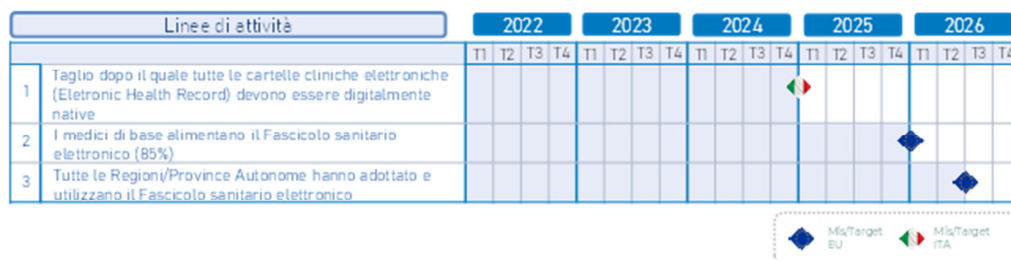 Linee di attività 2022 2023 2024 2025 2026
T1 T2 T3 T4 T1 T2 T3 T4 T1 T2 T3 T4 T1 T2 T3 T4 T1 T2 T3 T4
1 Taglio dopo il quale tutte le cartelle cliniche elettroniche
(Eletronic Health Record) devono essere digitalmente
native
2 I medici di base alimentano il Fascicolo sanitario
elettronico (85%)
3 Tutte le Regioni/Province Autonome hanno adottato e
utilizzano il Fascicolo sanitario elettronico
Mls/Target Mls/Target
EU ITA